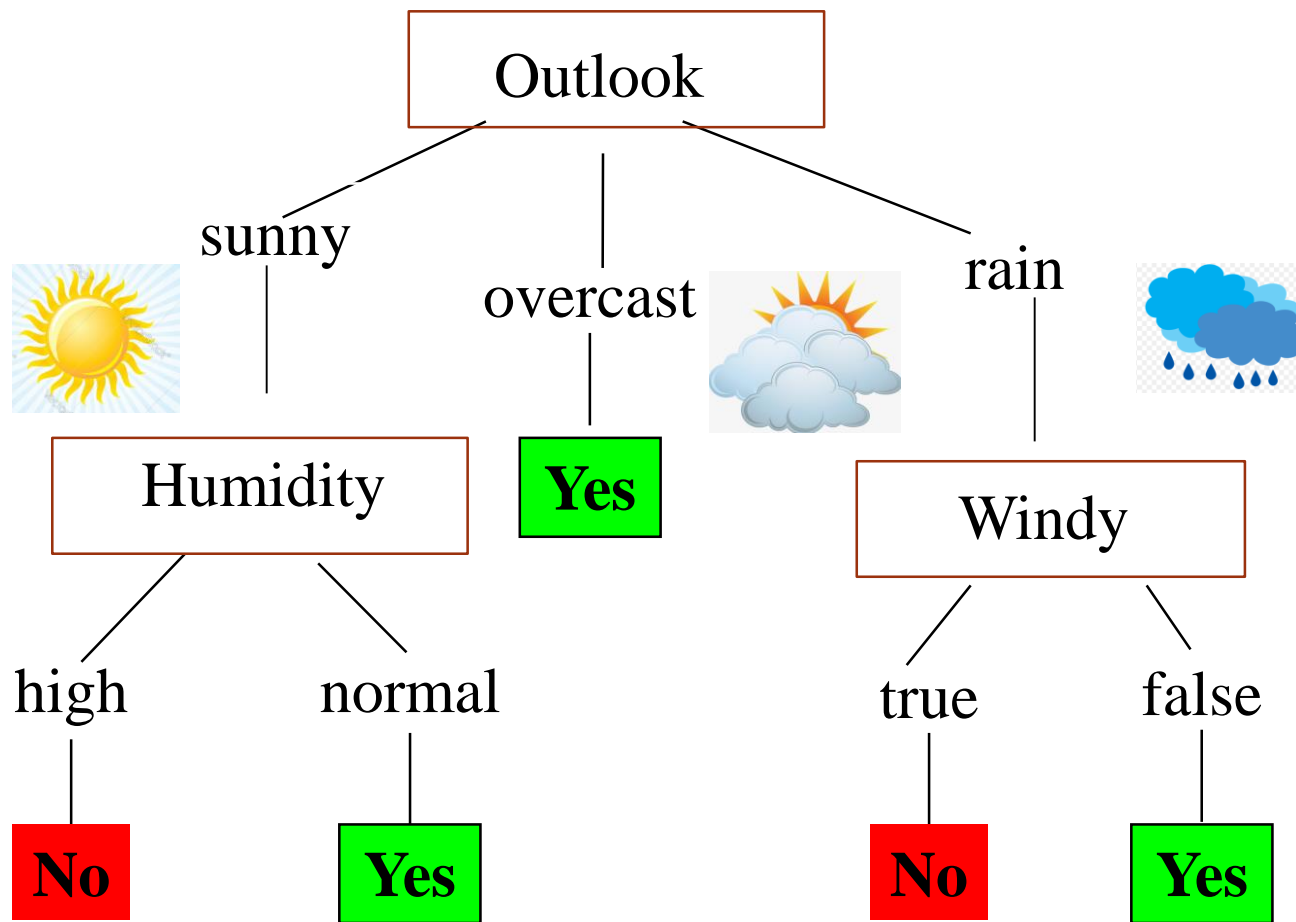 Outlook
sunny
overcast
rain
Humidity
Yes
Windy
high
normal
true
false
No
Yes
No
Yes